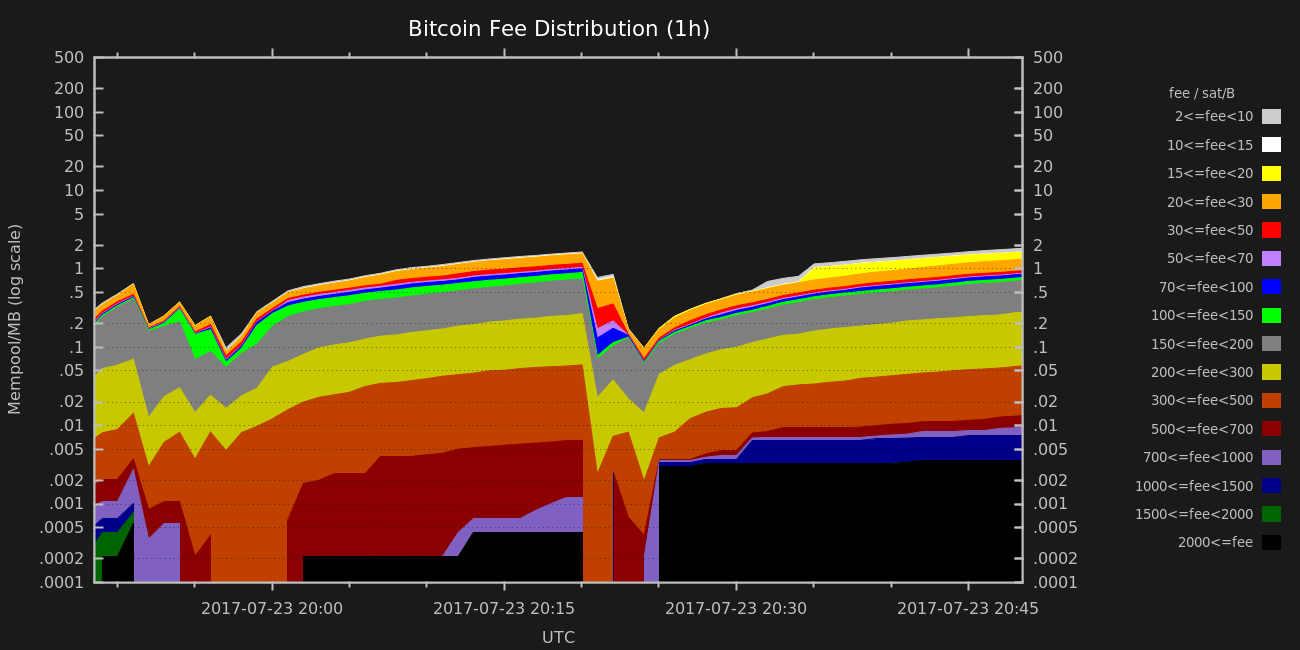 Bitcoin Fee Distribution (1h)
Mempool/MB (log scale)
500
200
100
50
20
10
5
2
1
.5
.2
.1
.05
.02
.01
.005
.002
.001
.0005
.0002
.0001
500
200
100
50
20
10
5
2
1
.5
.2
.1
.05
.02
.01
.005
.002
.001
.0005
.0002
.0001
2017-07-23 20:00
2017-07-23 20:15
2017-07-23 20:30
2017-07-23 20:45
UTC
fee / sat/B
2<=fee<10
10<=fee<15
15<=fee<20
20<=fee<30
30<=fee<50
50<=fee<70
70<=fee<100
100<=fee<150
150<=fee<200
200<=fee<300
300<=fee<500
500<=fee<700
700<=fee<1000
1000<=fee<1500
1500<=fee<2000
2000<=fee